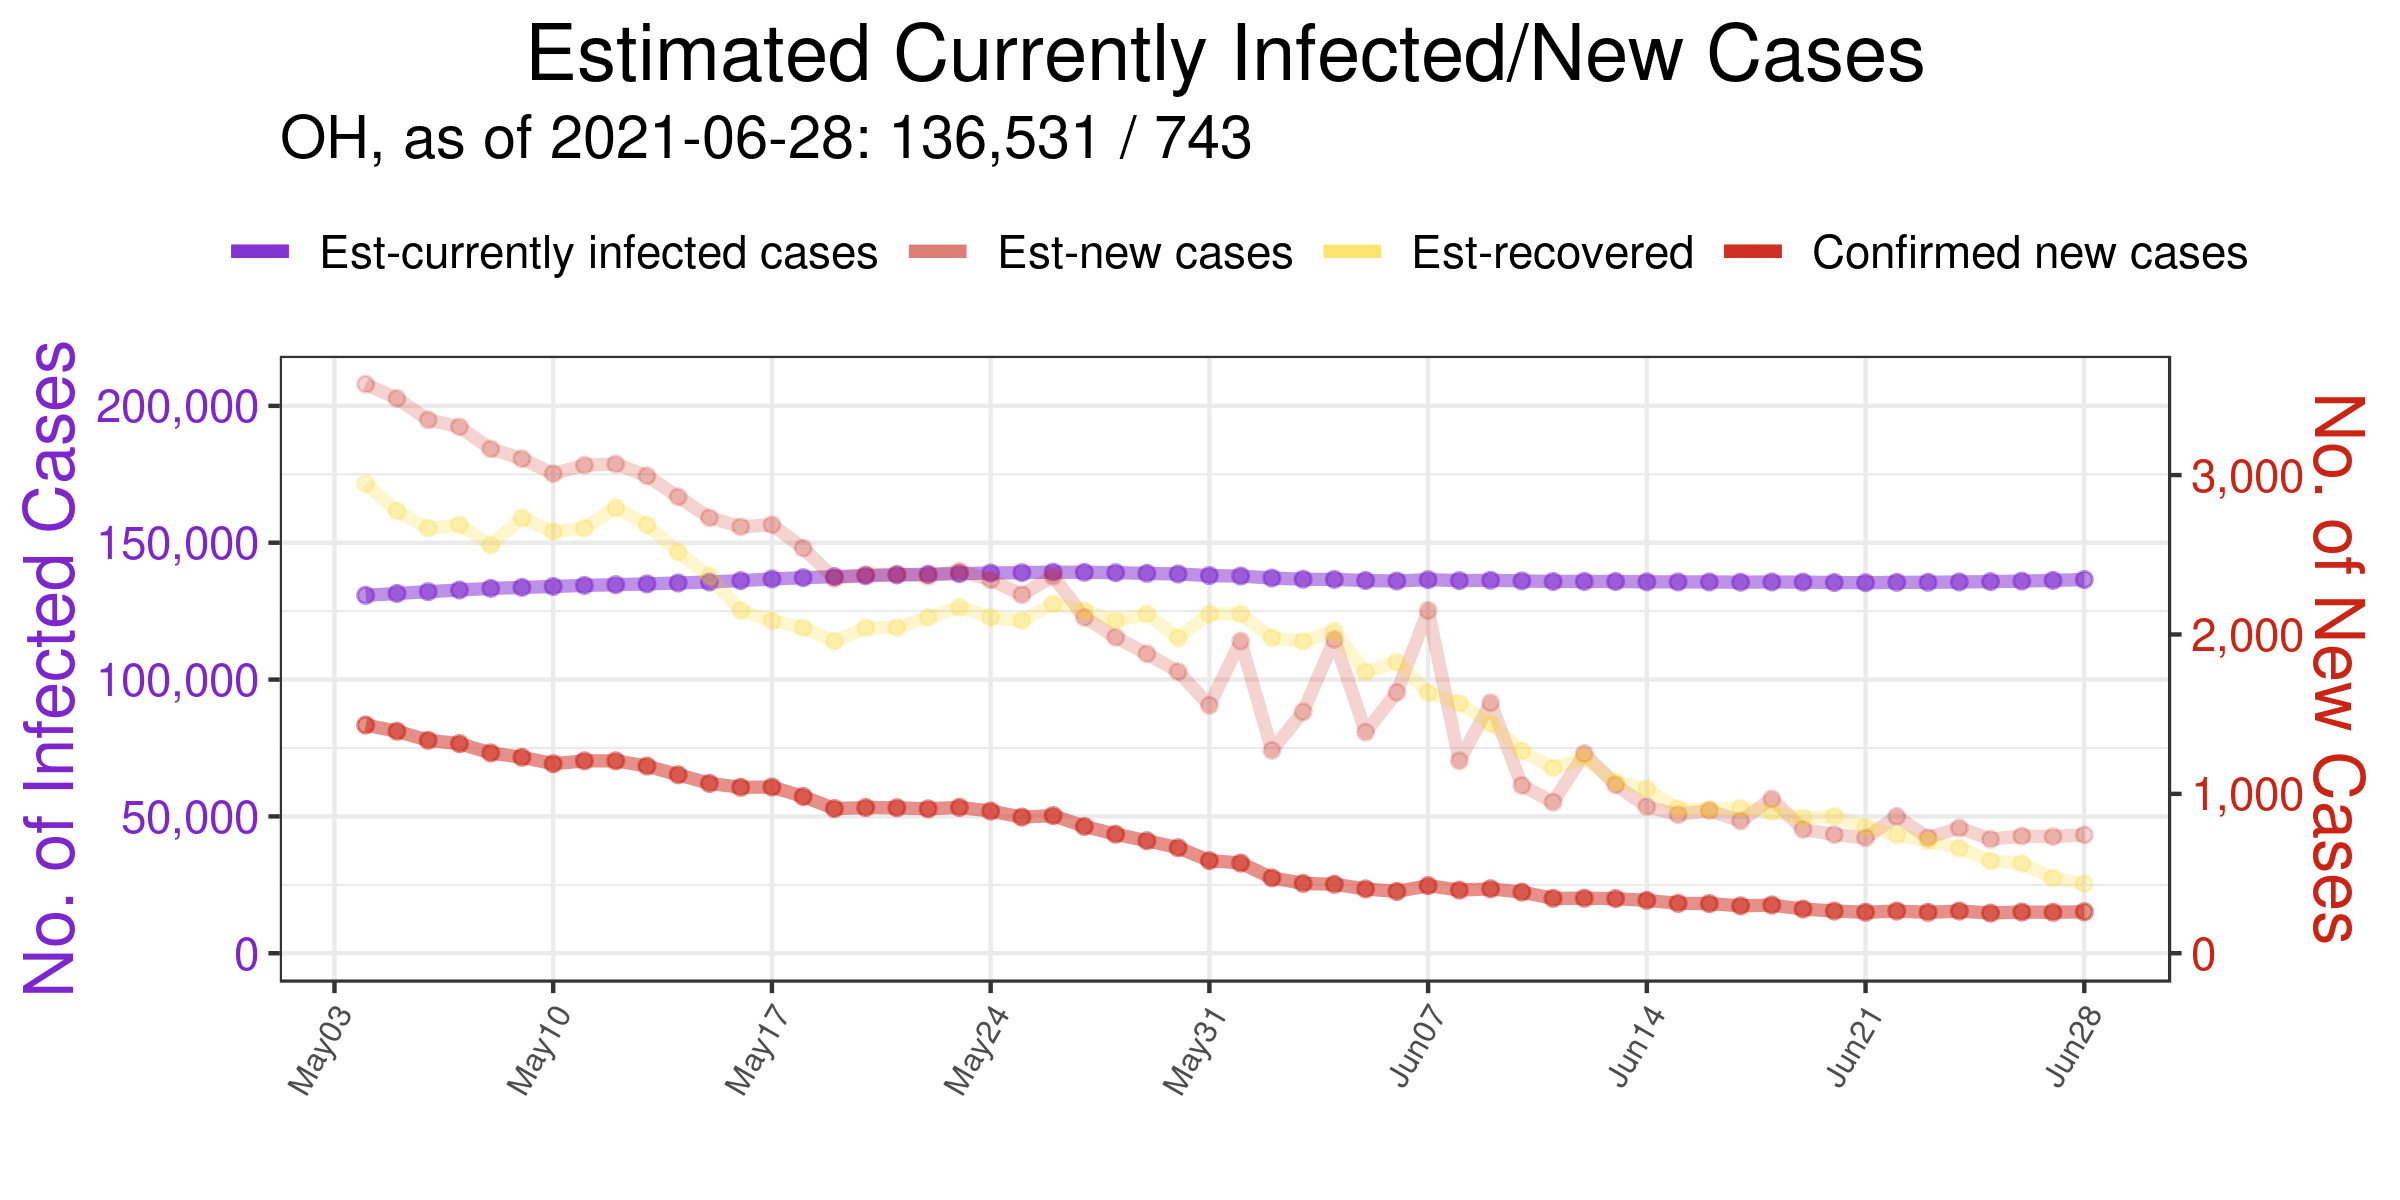 Estimated Currently Infected/New Cases
OH, as of 2021-06-28: 136,531 / 743
Est-currently infected cases Est-new cases Est-recovered Confirmed new cases
No. of Infected Cases
200,000
150,000
100,000
50,000
0
3,000
2,000
1,000
0
No. of New Cases
May03 May10 May17 May24 May31 Jun07 Jun14 Jun21 Jun28